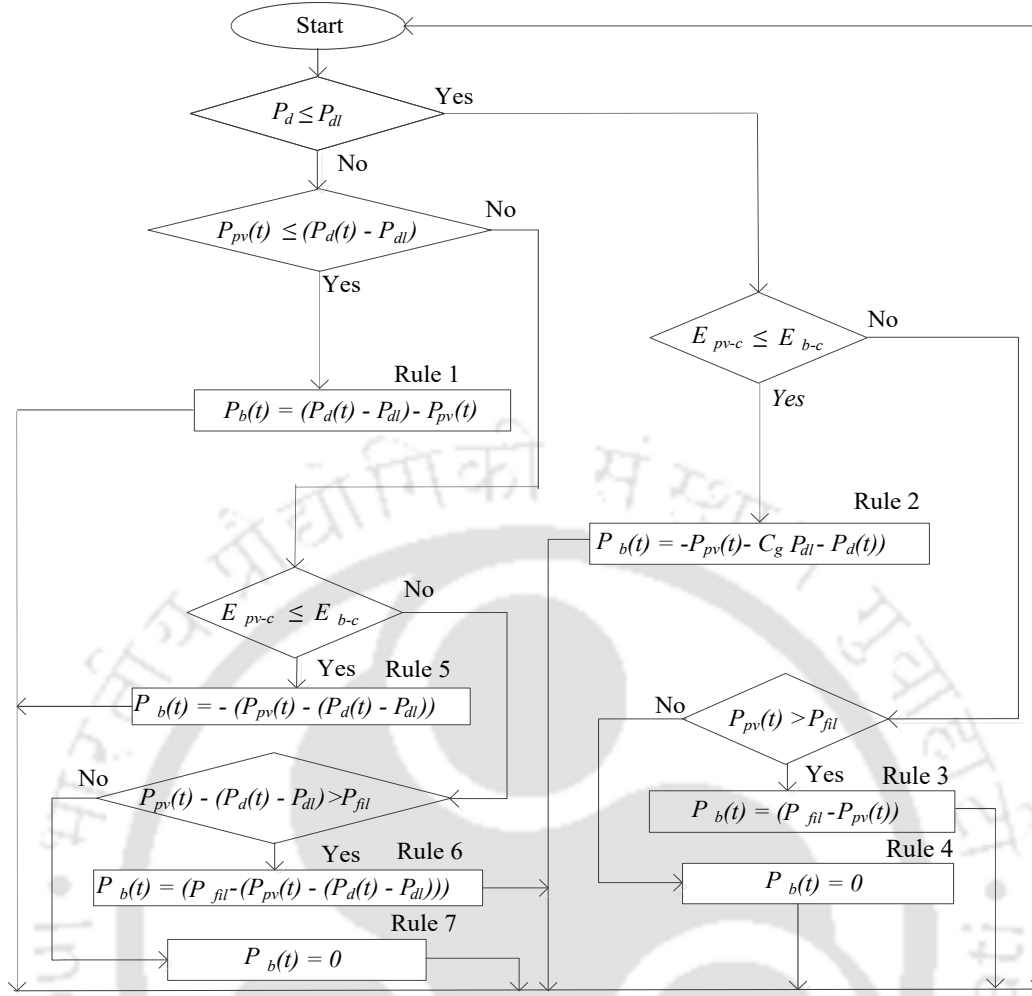 Start
P_d ≤ P_dl
Yes
No
P_pv(t) ≤ (P_d(t) - P_dl)
No
Yes
E_pv-c ≤ E_b-c
No
Yes
Rule 1
P_b(t) = (P_d(t) - P_dl) - P_pv(t)
Rule 2
P_b(t) = -P_pv(t)- C_g P_dl- P_d(t))
E_pv-c ≤ E_b-c
No
Yes
Rule 5
P_b(t) = - (P_pv(t) - (P_d(t) - P_dl))
No
P_pv(t) > P_fil
Yes
Rule 3
P_b(t) = (P_fil -P_pv(t))
No
P_pv(t) - (P_d(t) - P_dl) >P_fil
Yes
Rule 6
P_b(t) = (P_fil-(P_pv(t) - (P_d(t) - P_dl)))
Rule 4
P_b(t) = 0
Rule 7
P_b(t) = 0